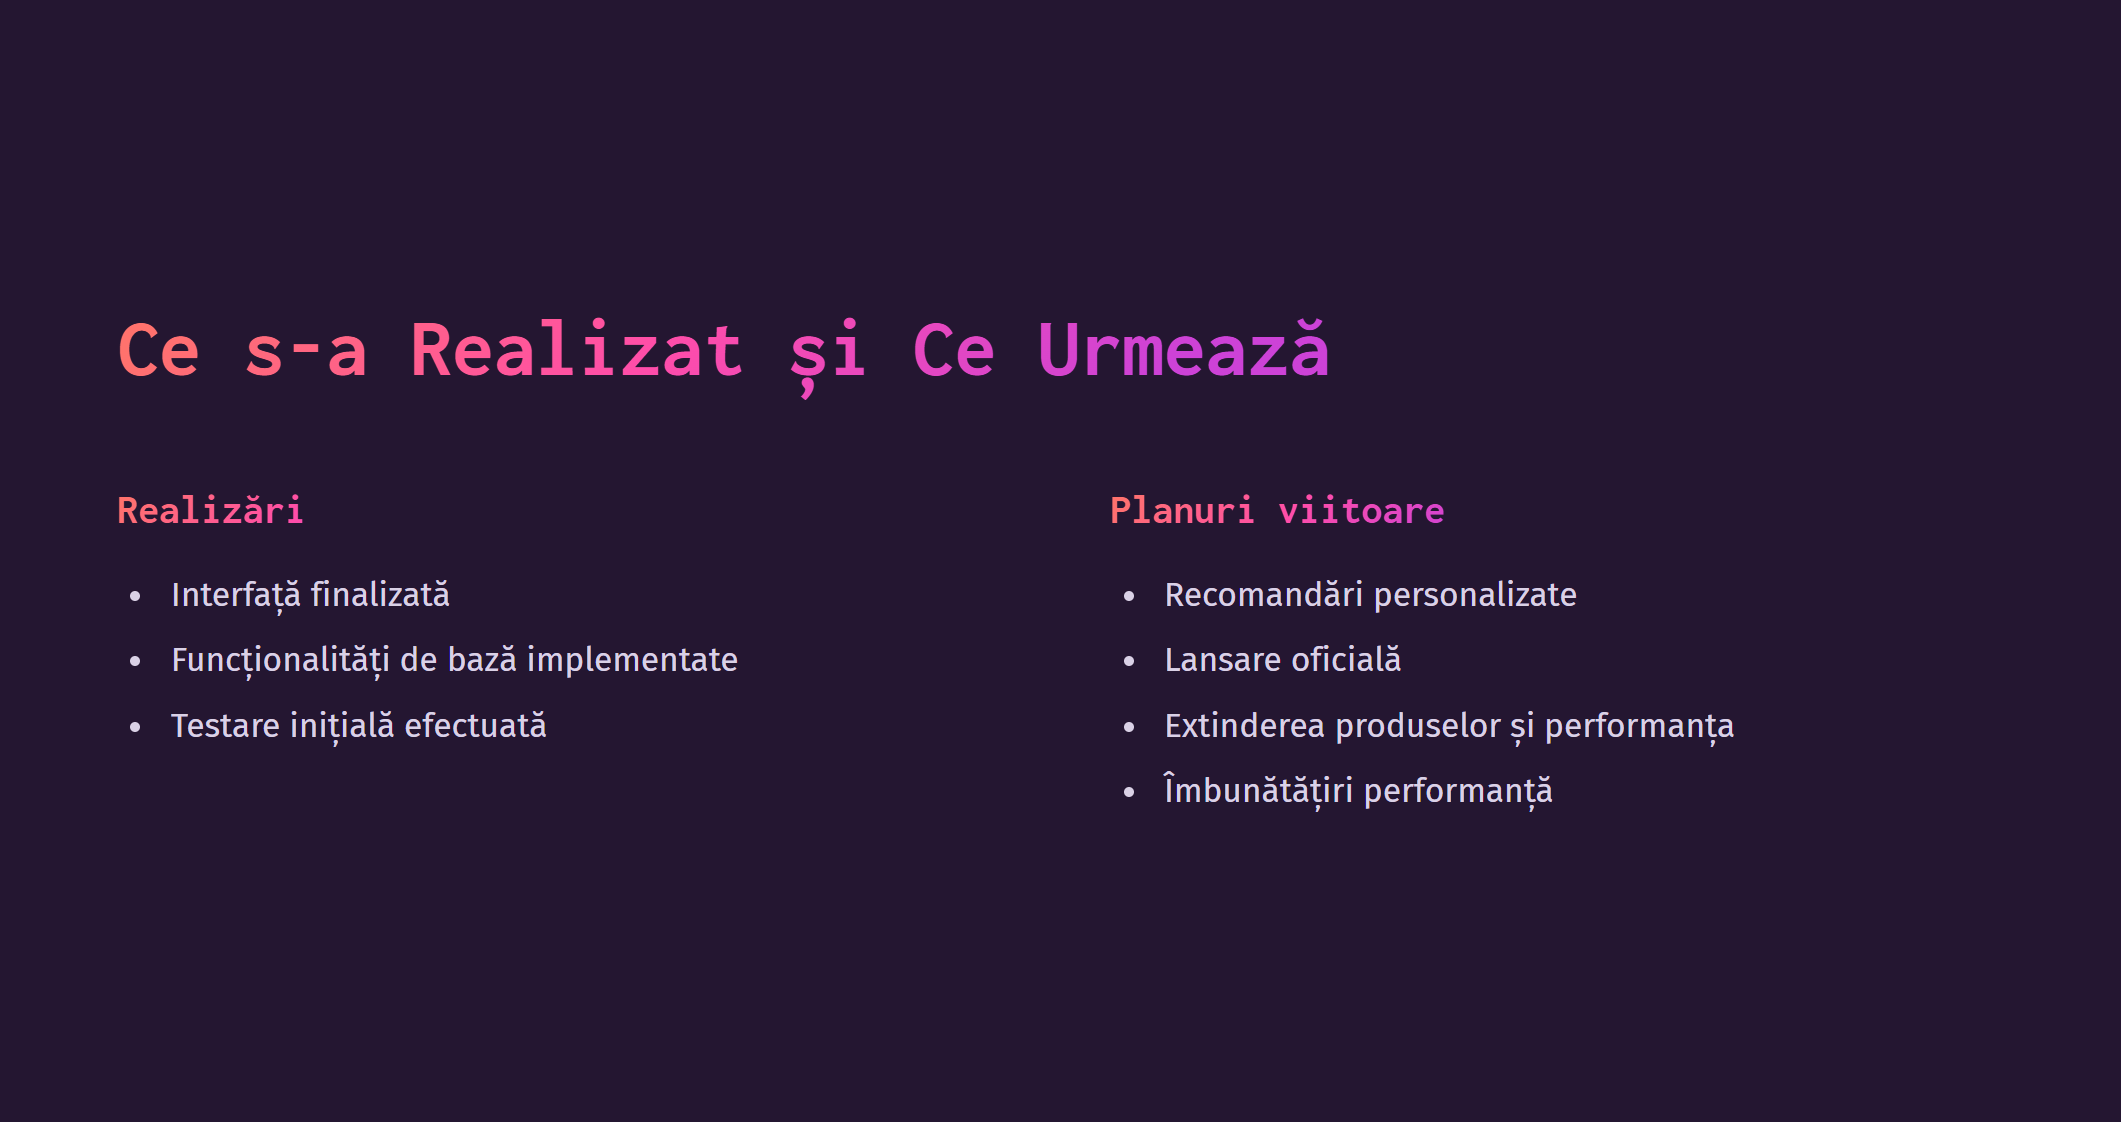 Ce s-a Realizat și Ce Urmează
Realizări
Interfață finalizată
Funcționalități de bază implementate
Testare inițială efectuată
Planuri viitoare
Recomandări personalizate
Lansare oficială
Extinderea produselor și performanța
Îmbunătățiri performanță